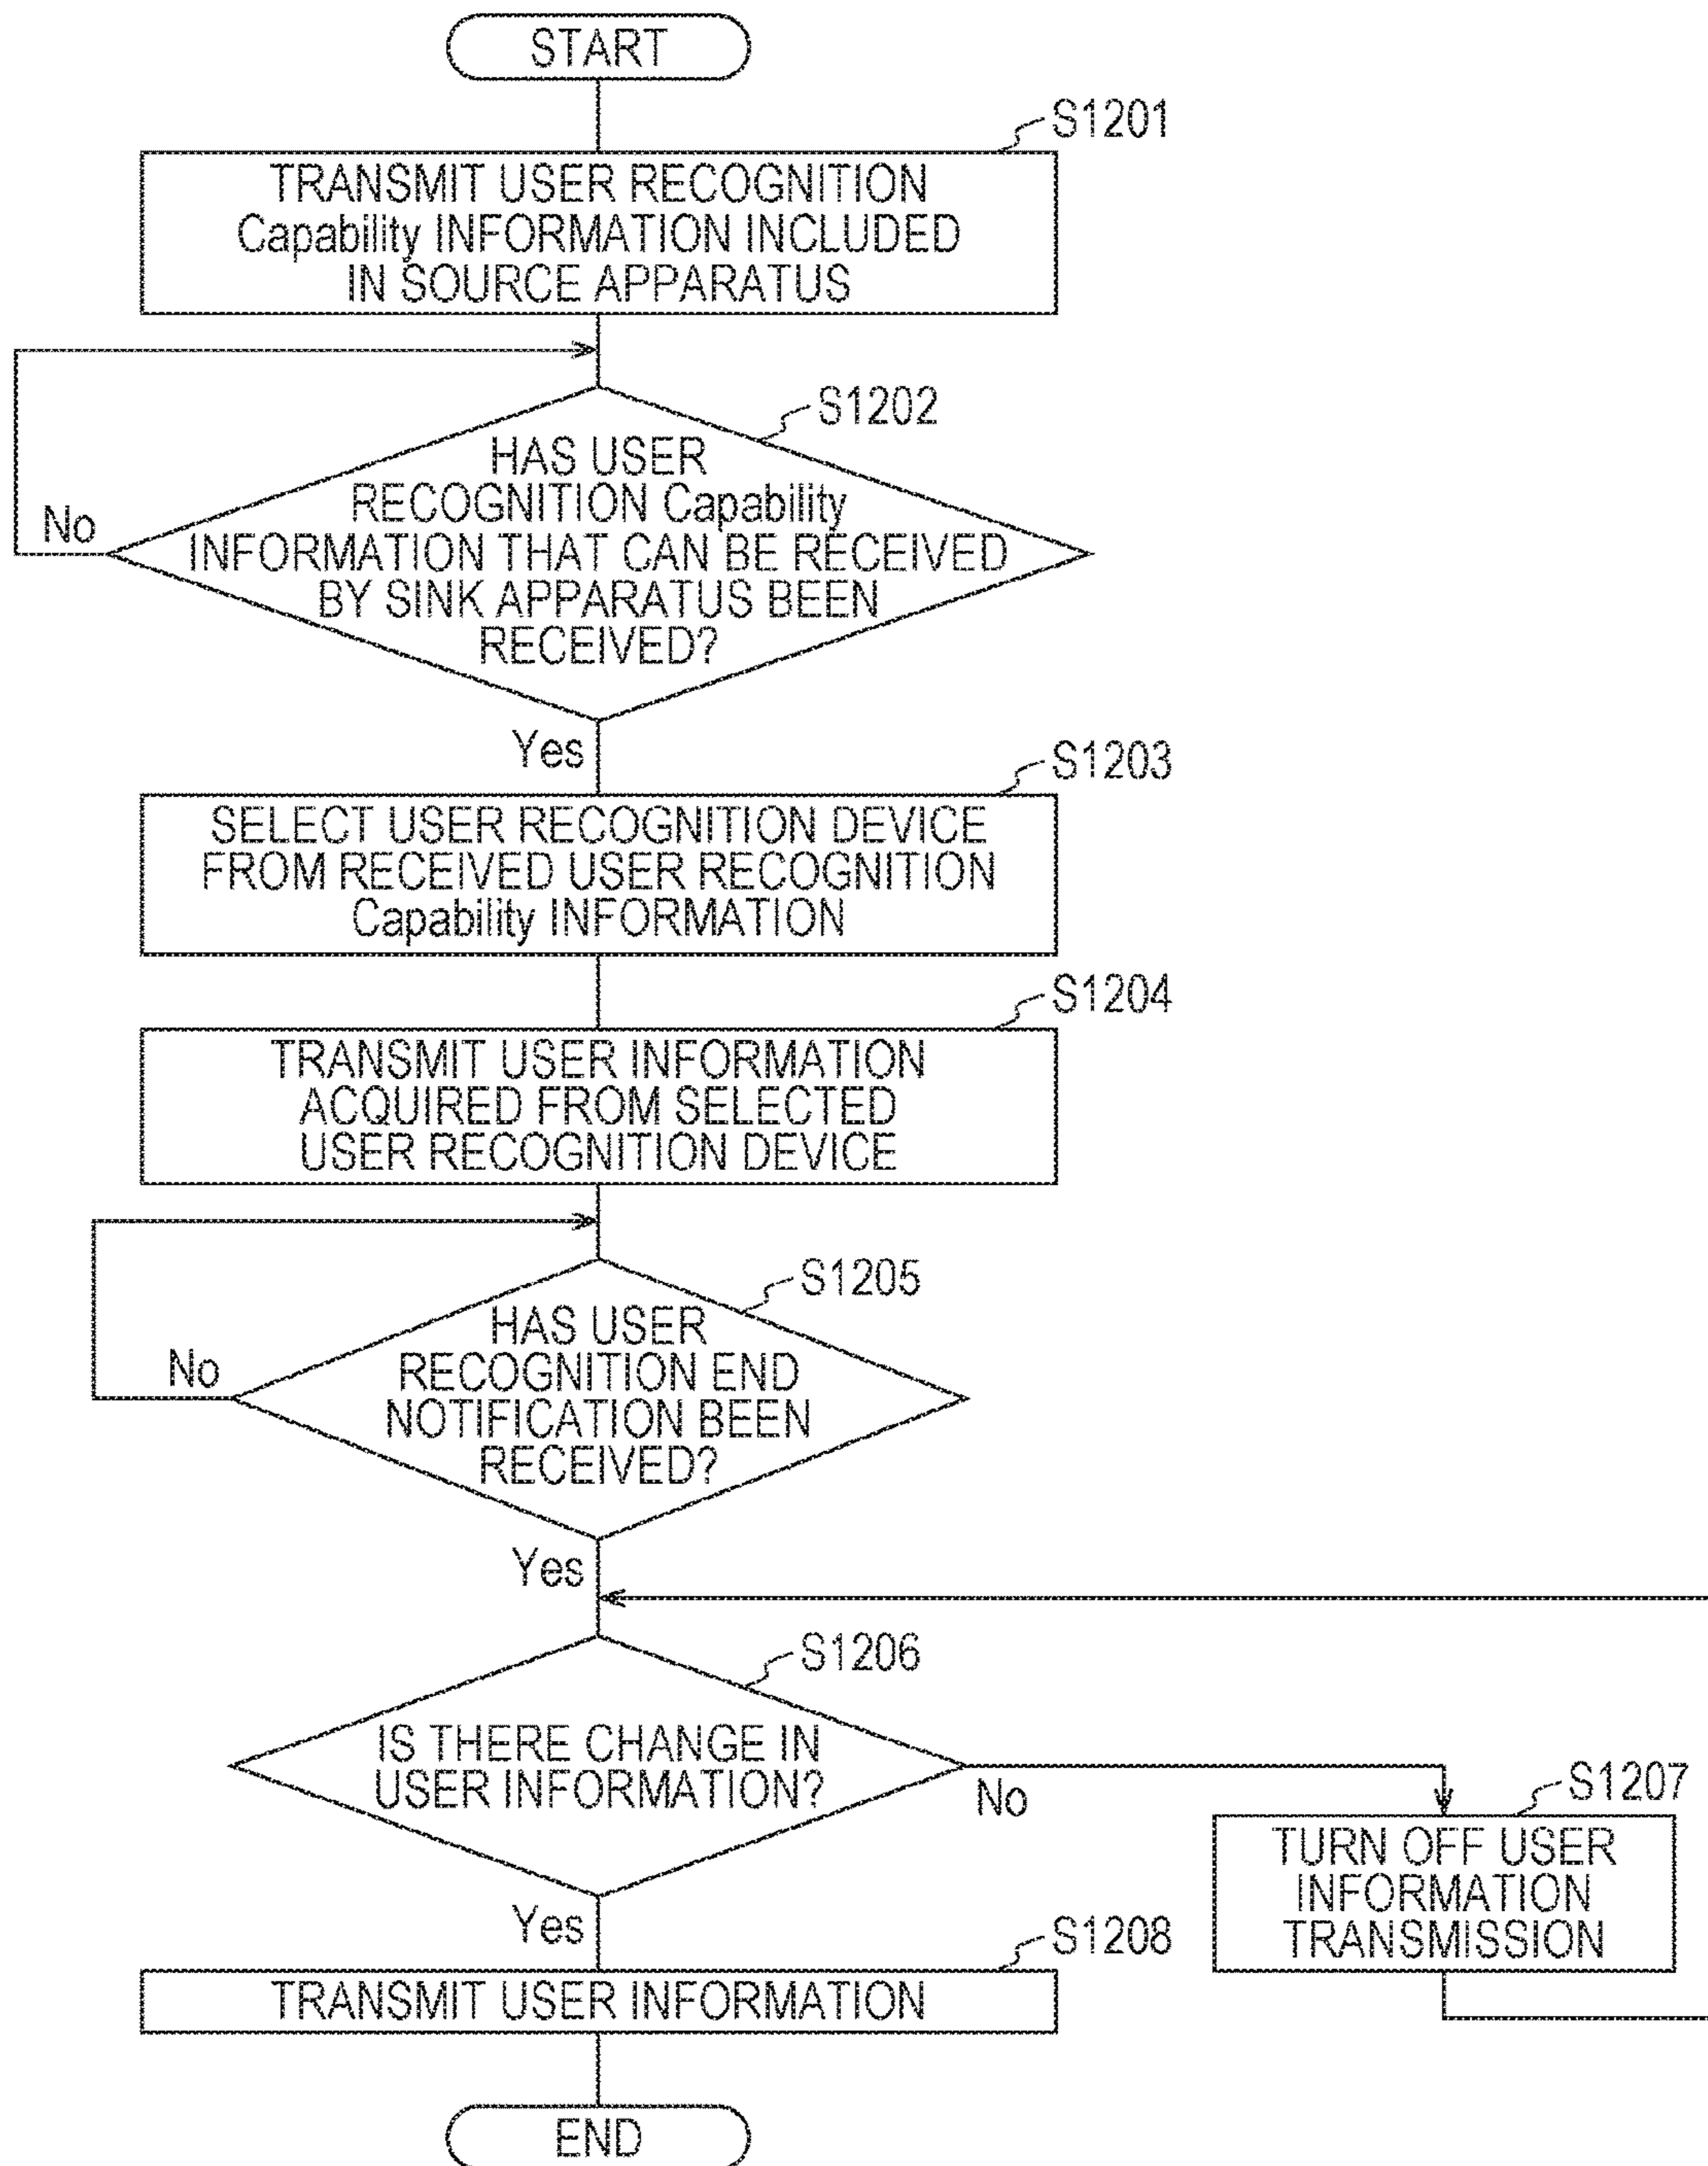 START
S1201
TRANSMIT USER RECOGNITION
Capability INFORMATION INCLUDED
IN SOURCE APPARATUS
S1202
HAS USER
RECOGNITION Capability
INFORMATION THAT CAN BE RECEIVED
BY SINK APPARATUS BEEN
RECEIVED?
No
Yes
S1203
SELECT USER RECOGNITION DEVICE
FROM RECEIVED USER RECOGNITION
Capability INFORMATION
S1204
TRANSMIT USER INFORMATION
ACQUIRED FROM SELECTED
USER RECOGNITION DEVICE
S1205
HAS USER
RECOGNITION END
NOTIFICATION BEEN
RECEIVED?
No
Yes
S1206
IS THERE CHANGE IN
USER INFORMATION?
No
S1207
TURN OFF USER
INFORMATION
TRANSMISSION
Yes
S1208
TRANSMIT USER INFORMATION
END